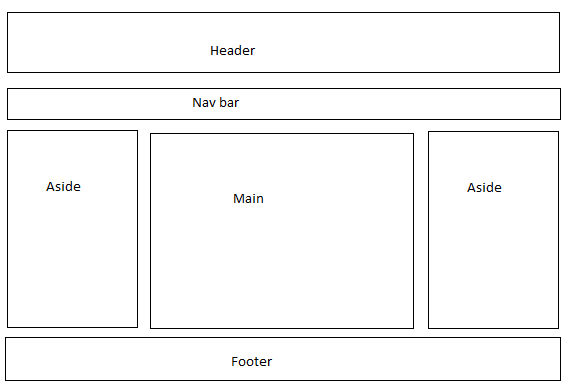 Header
Nav bar
Aside
Main
Aside
Footer